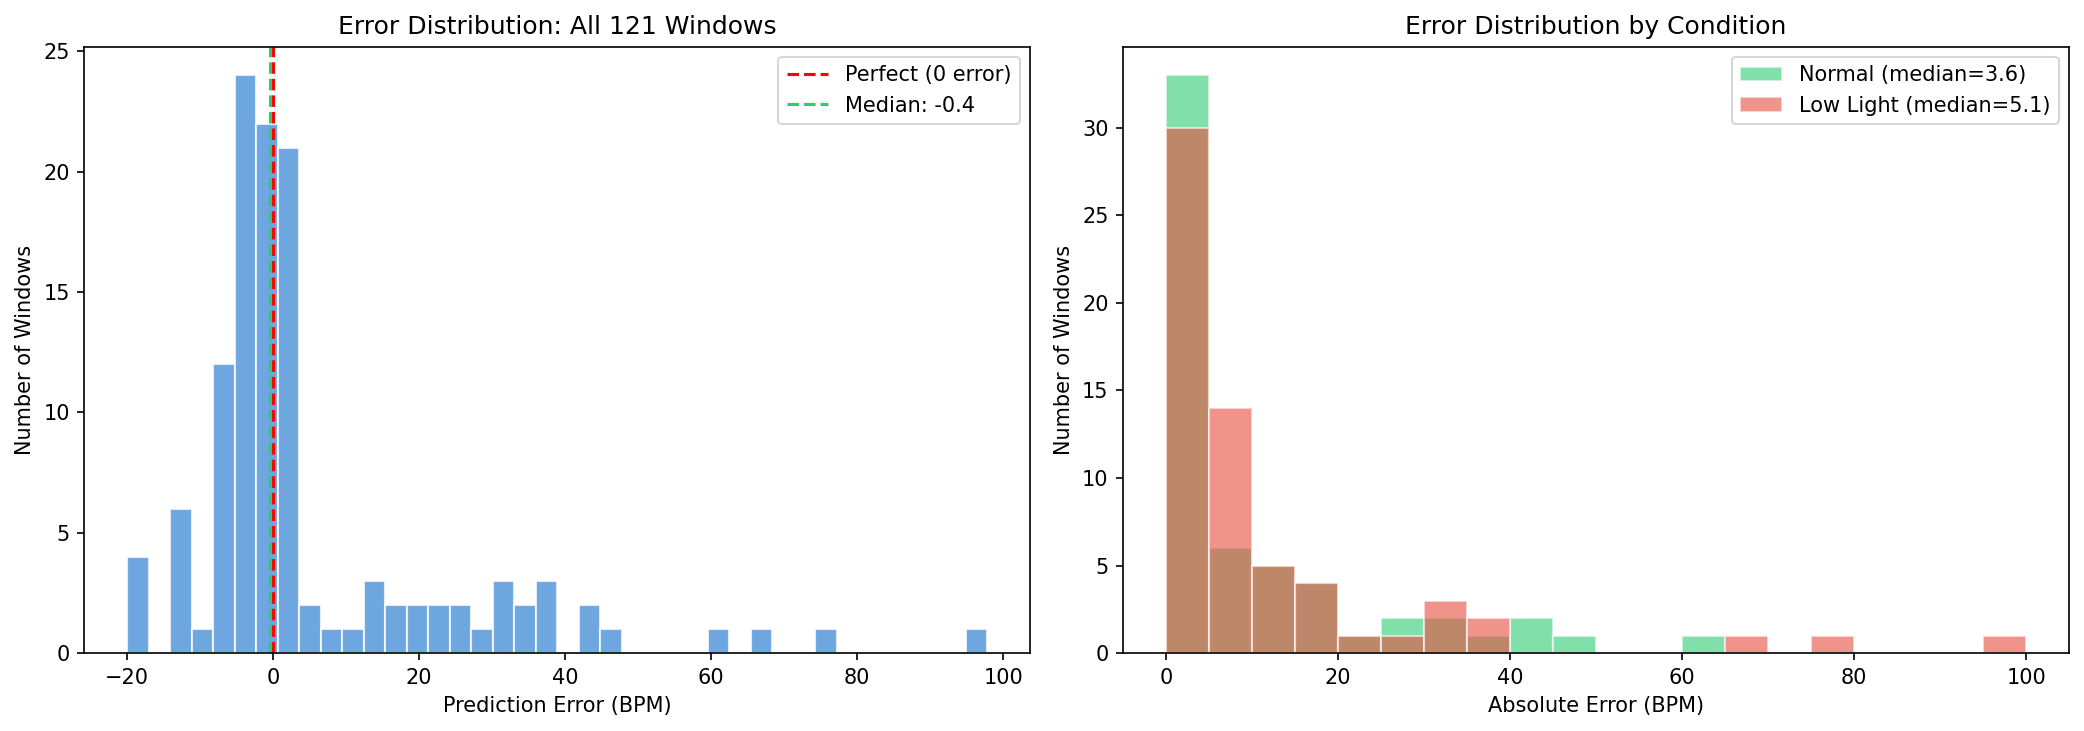 Error Distribution: All 121 Windows
25
20
15
10
5
0
Number of Windows
Perfect (0 error)
Median: -0.4
−20
0
20
40
60
80
100
Prediction Error (BPM)
Error Distribution by Condition
30
25
20
15
10
5
0
Number of Windows
Normal (median=3.6)
Low Light (median=5.1)
0
20
40
60
80
100
Absolute Error (BPM)